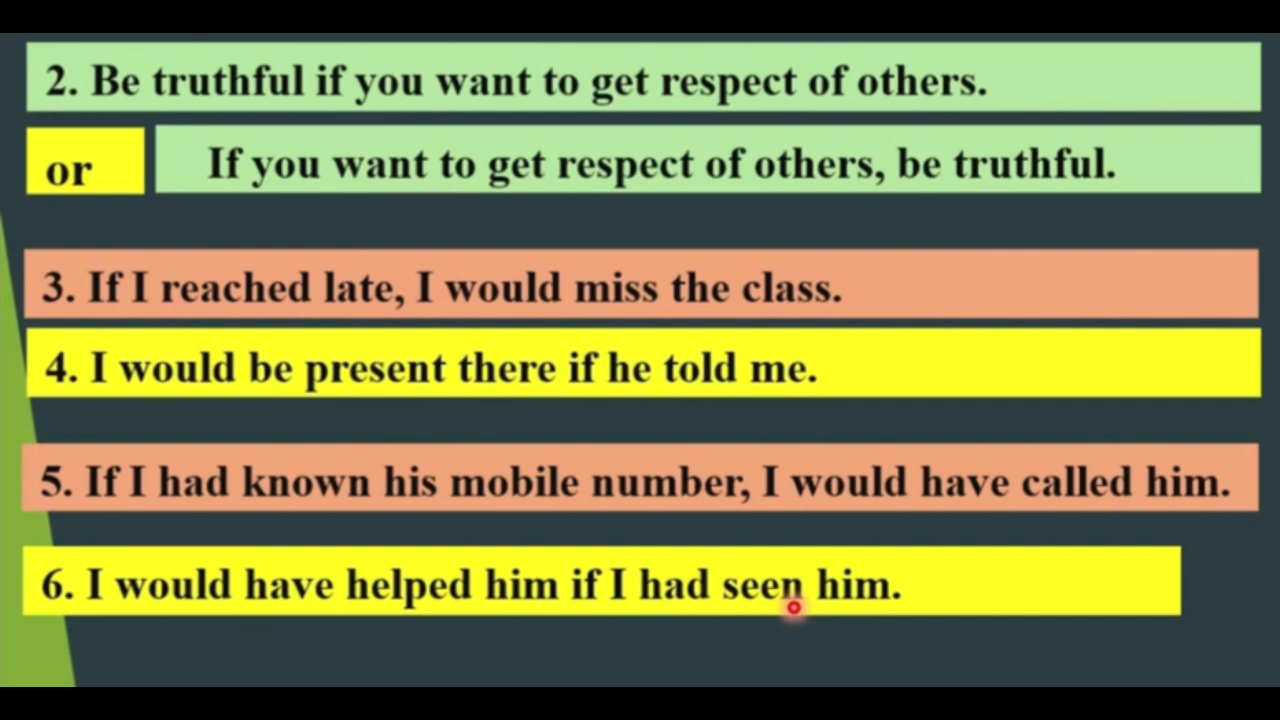 2. Be truthful if you want to get respect of others.
or
If you want to get respect of others, be truthful.
3. If I reached late, I would miss the class.
4. I would be present there if he told me.
5. If I had known his mobile number, I would have called him.
6. I would have helped him if I had seen him.